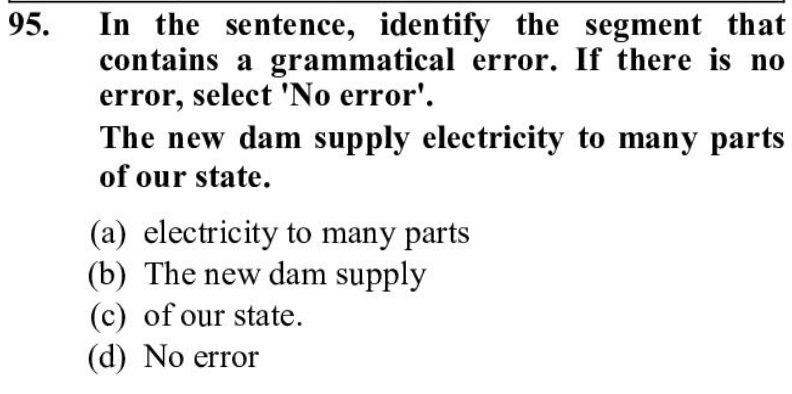 95. In the sentence, identify the segment that
contains a grammatical error. If there is no
error, select 'No error'.
The new dam supply electricity to many parts
of our state.
(a) electricity to many parts
(b) The new dam supply
(c) of our state.
(d) No error